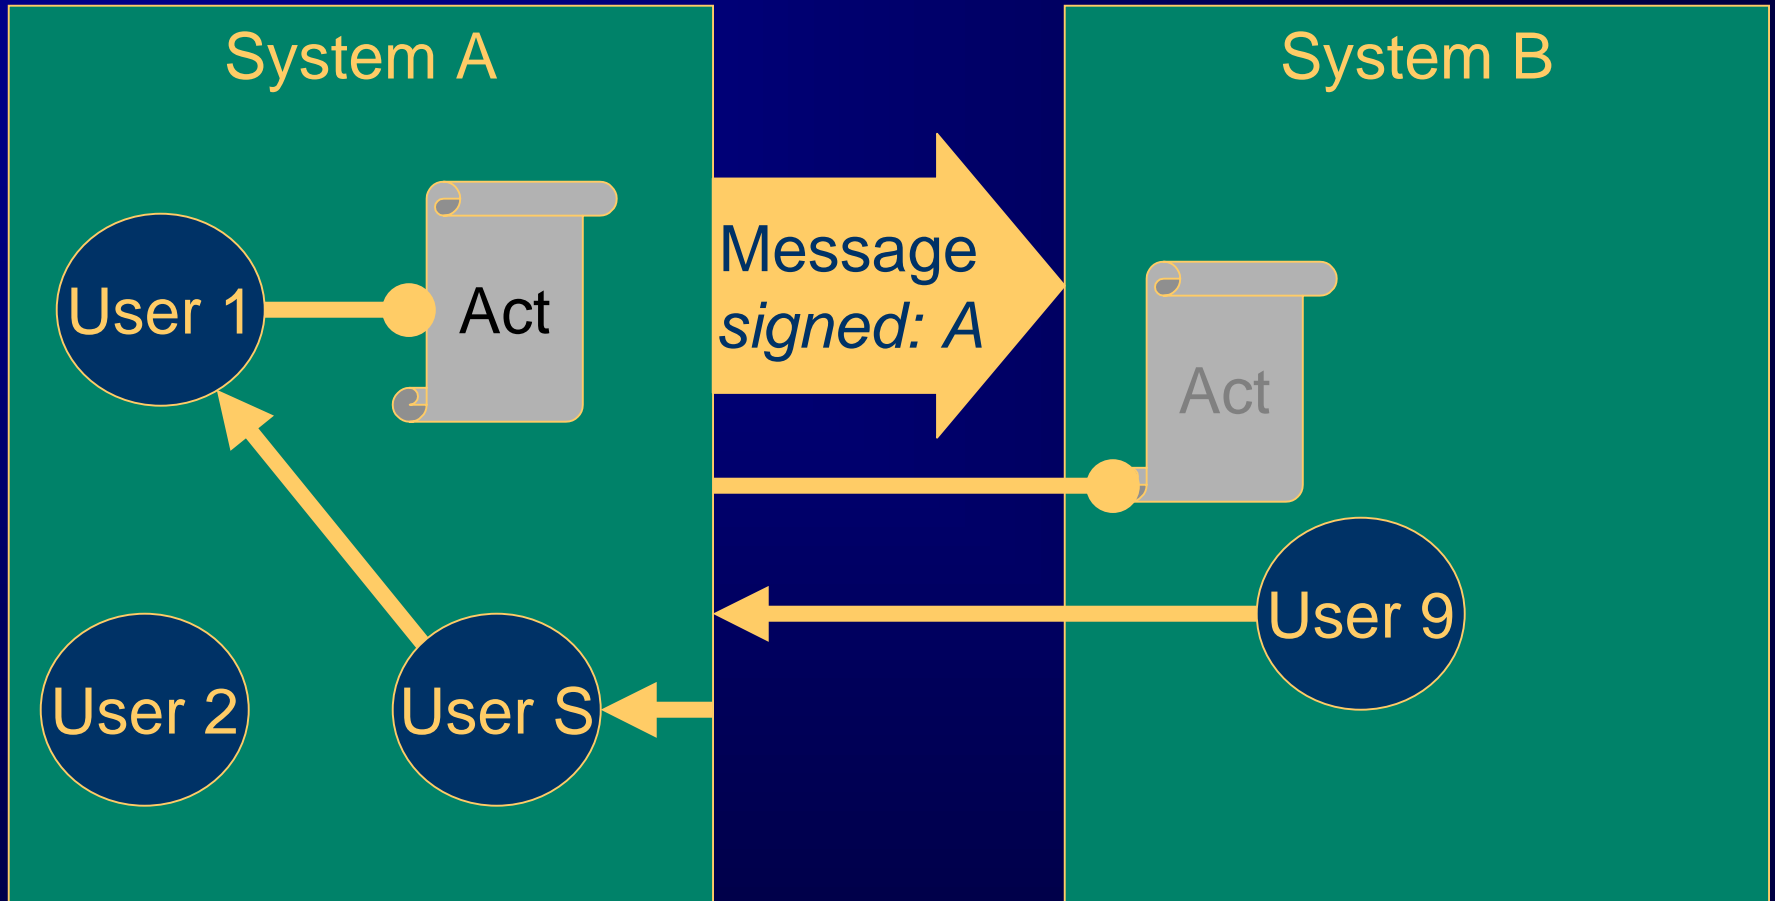 System A
System B
User 1
Act
Message
signed: A
Act
User 2
User S
User 9